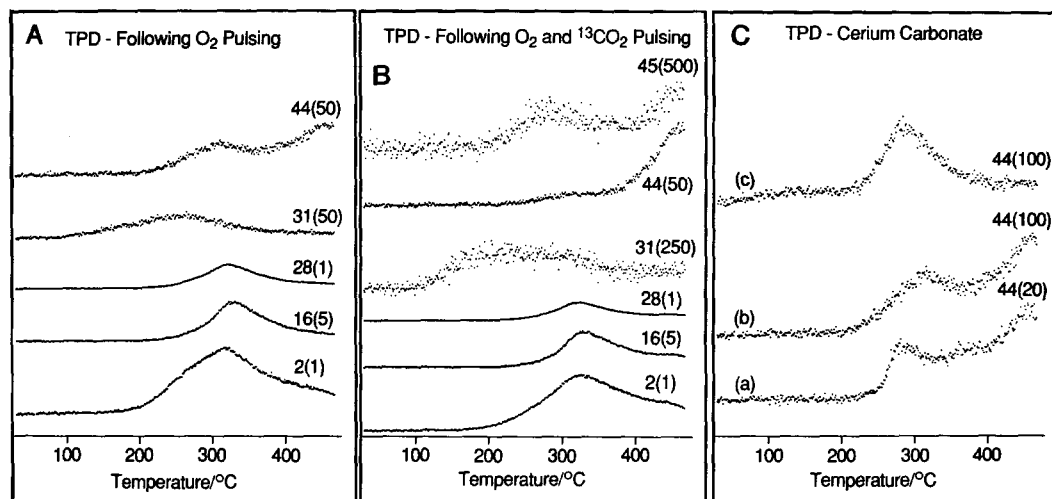 A
TPD - Following O₂ Pulsing
44(50)
31(50)
28(1)
16(5)
2(1)
100 200 300 400
Temperature/°C
TPD - Following O₂ and ¹³CO₂ Pulsing
B
45(500)
44(50)
31(250)
28(1)
16(5)
2(1)
100 200 300 400
Temperature/°C
C
TPD - Cerium Carbonate
44(100)
(c)
44(100)
44(20)
(b)
(a)
100 200 300 400
Temperature/°C